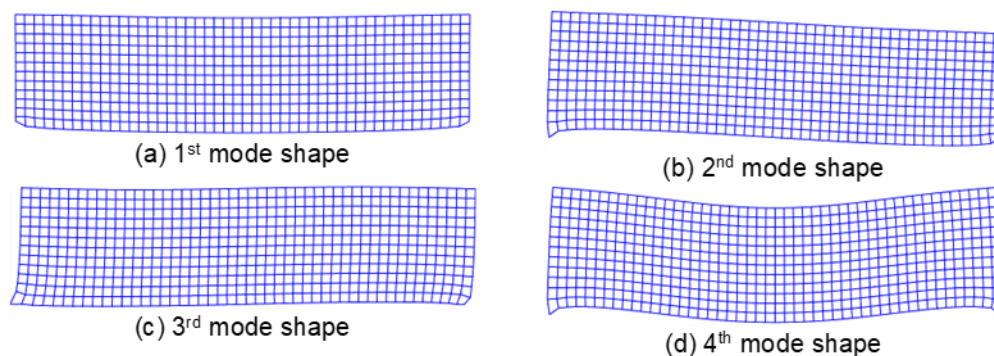 (a) 1st mode shape
(b) 2nd mode shape
(c) 3rd mode shape
(d) 4th mode shape